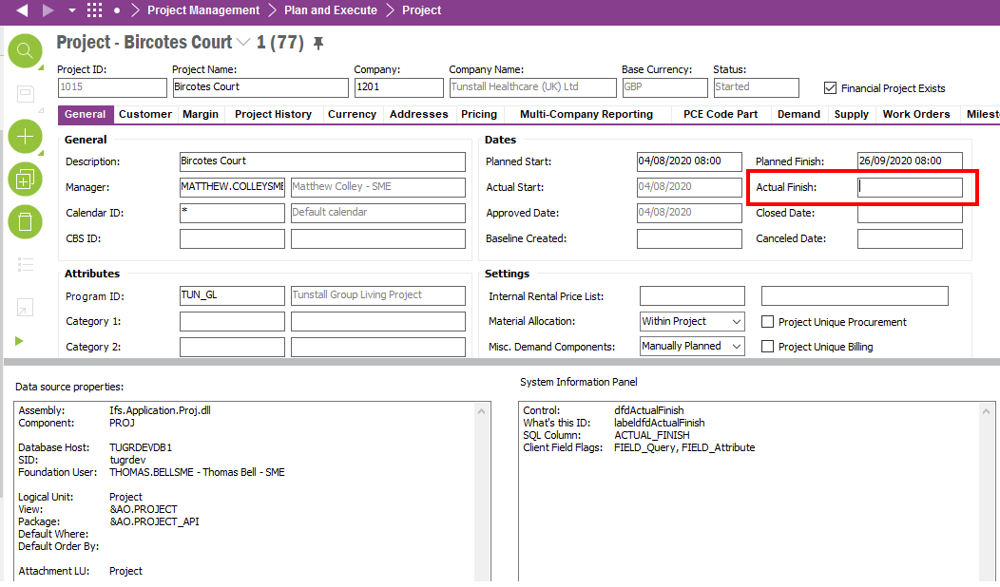 Project Management Plan and Execute Project
Project - Bircotes Court 1 (77)
Project ID: Project Name: Company: Company Name: Base Currency: Status:
1015 Bircotes Court 1201 Tunstall Healthcare (UK) Ltd GBP Started Financial Project Exists
General Customer Margin Project History Currency Addresses Pricing Multi-Company Reporting PCE Code Part Demand Supply Work Orders Milest
General
Description: Bircotes Court
Manager: MATTHEW.COLLEYSME Matthew Colley - SME
Calendar ID: * Default calendar
CBS ID:
Dates
Planned Start: 04/08/2020 08:00 Planned Finish: 26/09/2020 08:00
Actual Start: 04/08/2020 Actual Finish:
Approved Date: 04/08/2020 Closed Date:
Baseline Created: Canceled Date:
Attributes
Program ID: TUN_GL Tunstall Group Living Project
Category 1:
Category 2:
Settings
Internal Rental Price List:
Material Allocation: Within Project Project Unique Procurement
Misc. Demand Components: Manually Planned Project Unique Billing
Data source properties:
Assembly: Ifs.Application.Proj.dll
Component: PROJ
Database Host: TUGRDEVDB1
SID: tugrdev
Foundation User: THOMAS.BELLSME - Thomas Bell - SME
Logical Unit: Project
View: &AO.PROJECT
Package: &AO.PROJECT_API
Default Where:
Default Order By:
Attachment LU: Project
System Information Panel
Control: dfdActualFinish
What's this ID: labeldfdActualFinish
SQL Column: ACTUAL_FINISH
Client Field Flags: FIELD_Query, FIELD_Attribute